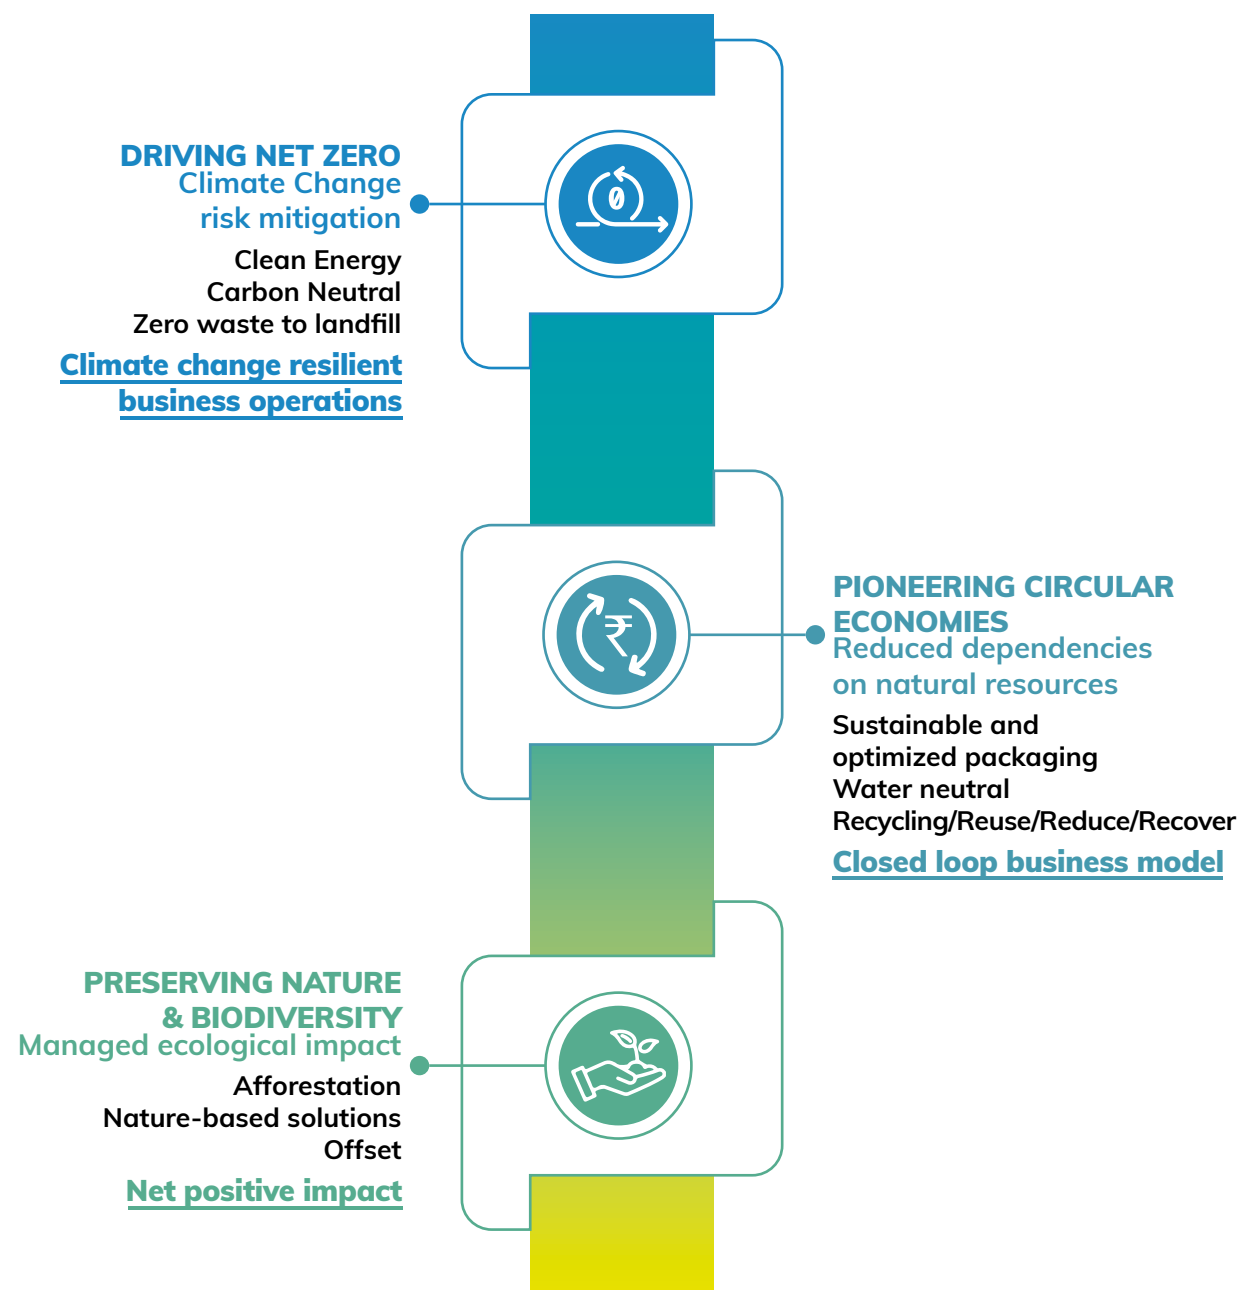 DRIVING NET ZERO
Climate Change
risk mitigation
Clean Energy
Carbon Neutral
Zero waste to landfill
Climate change resilient
business operations
0
₹
PIONEERING CIRCULAR
ECONOMIES
Reduced dependencies
on natural resources
Sustainable and
optimized packaging
Water neutral
Recycling/Reuse/Reduce/Recover
Closed loop business model
PRESERVING NATURE
& BIODIVERSITY
Managed ecological impact
Afforestation
Nature-based solutions
Offset
Net positive impact